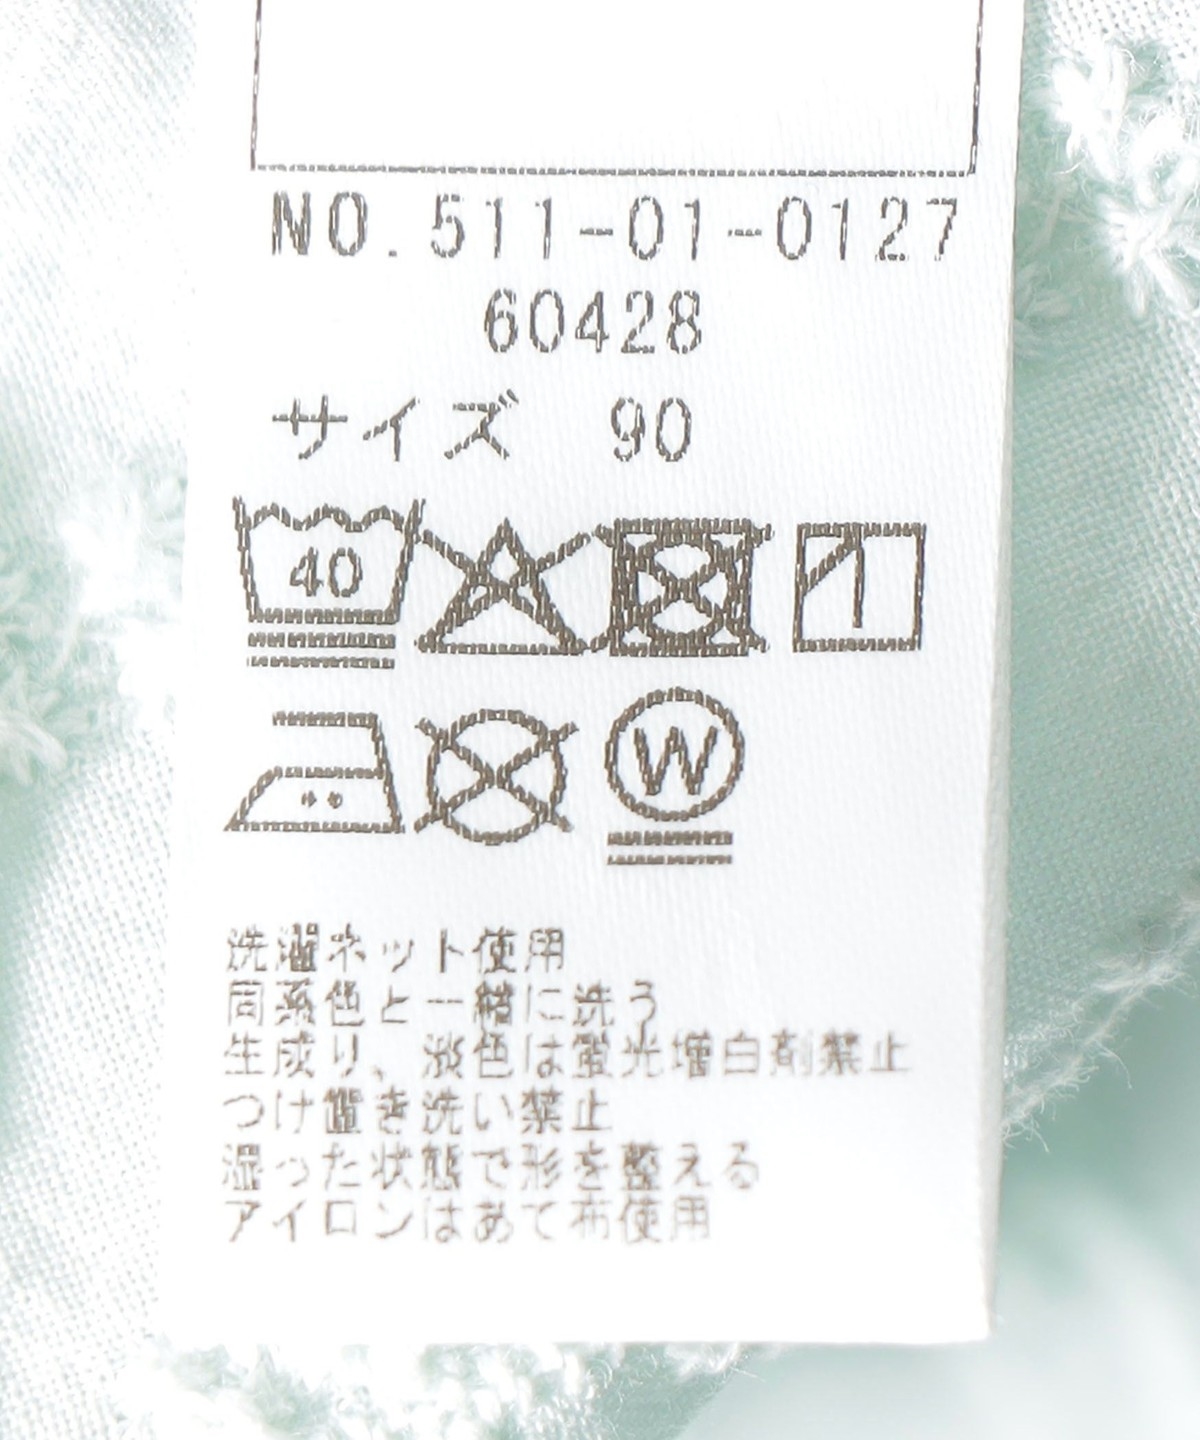 NO.511-01-0127
60428
サイズ 90
40
W
洗濯ネット使用
同系色と一緒に洗う
生成り、淡色は蛍光増白剤禁止
つけ置き洗い禁止
湿った状態で形を整える
アイロンはあて布使用